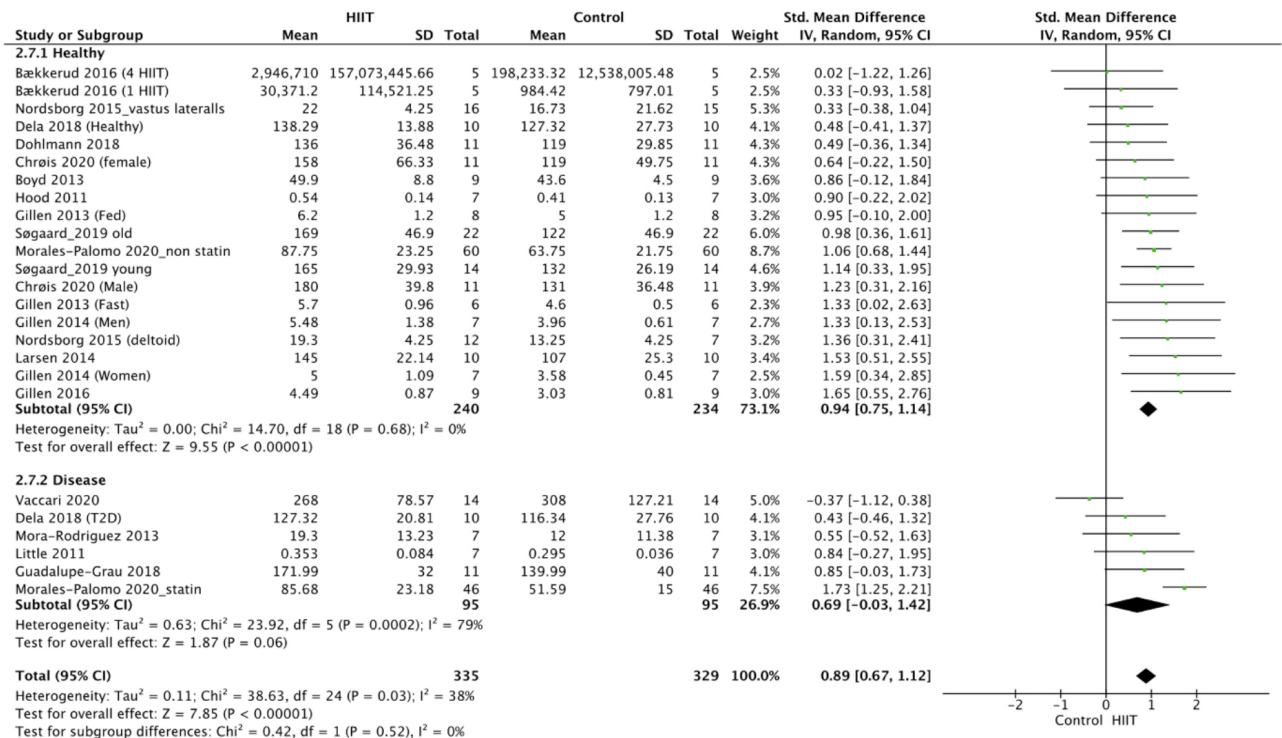 HIIT Control Std. Mean Difference Std. Mean Difference
Study or Subgroup Mean SD Total Mean SD Total Weight IV, Random, 95% CI IV, Random, 95% CI
2.7.1 Healthy
Bækkerud 2016 (4 HIIT) 2,946,710 157,073,445.66 5 198,233.32 12,538,005.48 5 2.5% 0.02 [-1.22, 1.26]
Bækkerud 2016 (1 HIIT) 30,371.2 114,521.25 5 984.42 797.01 5 2.5% 0.33 [-0.93, 1.58]
Nordsborg 2015_vastus lateralls 22 4.25 16 16.73 21.62 15 5.3% 0.33 [-0.38, 1.04]
Dela 2018 (Healthy) 138.29 13.88 10 127.32 27.73 10 4.1% 0.48 [-0.41, 1.37]
Dohlmann 2018 136 36.48 11 119 29.85 11 4.3% 0.49 [-0.36, 1.34]
Chrøis 2020 (female) 158 66.33 11 119 49.75 11 4.3% 0.64 [-0.22, 1.50]
Boyd 2013 49.9 8.8 9 43.6 4.5 9 3.6% 0.86 [-0.12, 1.84]
Hood 2011 0.54 0.14 7 0.41 0.13 7 3.0% 0.90 [-0.22, 2.02]
Gillen 2013 (Fed) 6.2 1.2 8 5 1.2 8 3.2% 0.95 [-0.10, 2.00]
Søgaard_2019 old 169 46.9 22 122 46.9 22 6.0% 0.98 [0.36, 1.61]
Morales-Palomo 2020_non statin 87.75 23.25 60 63.75 21.75 60 8.7% 1.06 [0.68, 1.44]
Søgaard_2019 young 165 29.93 14 132 26.19 14 4.6% 1.14 [0.33, 1.95]
Chrøis 2020 (Male) 180 39.8 11 131 36.48 11 3.9% 1.23 [0.31, 2.16]
Gillen 2013 (Fast) 5.7 0.96 6 4.6 0.5 6 2.3% 1.33 [0.02, 2.63]
Gillen 2014 (Men) 5.48 1.38 7 3.96 0.61 7 2.7% 1.33 [0.13, 2.53]
Nordsborg 2015 (deltoid) 19.3 4.25 12 13.25 4.25 7 3.2% 1.36 [0.31, 2.41]
Larsen 2014 145 22.14 10 107 25.3 10 3.4% 1.53 [0.51, 2.55]
Gillen 2014 (Women) 5 1.09 7 3.58 0.45 7 2.5% 1.59 [0.34, 2.85]
Gillen 2016 4.49 0.87 9 3.03 0.81 9 3.0% 1.65 [0.55, 2.76]
Subtotal (95% CI) 240 234 73.1% 0.94 [0.75, 1.14]
Heterogeneity: Tau² = 0.00; Chi² = 14.70, df = 18 (P = 0.68); I² = 0%
Test for overall effect: Z = 9.55 (P < 0.00001)
2.7.2 Disease
Vaccari 2020 268 78.57 14 308 127.21 14 5.0% -0.37 [-1.12, 0.38]
Dela 2018 (T2D) 127.32 20.81 10 116.34 27.76 10 4.1% 0.43 [-0.46, 1.32]
Mora-Rodriguez 2013 19.3 13.23 7 12 11.38 7 3.1% 0.55 [-0.52, 1.63]
Little 2011 0.353 0.084 7 0.295 0.036 7 3.0% 0.84 [-0.27, 1.95]
Guadalupe-Grau 2018 171.99 32 11 139.99 40 11 4.1% 0.85 [-0.03, 1.73]
Morales-Palomo 2020_statin 85.68 23.18 46 51.59 15 46 7.5% 1.73 [1.25, 2.21]
Subtotal (95% CI) 95 95 26.9% 0.69 [-0.03, 1.42]
Heterogeneity: Tau² = 0.63; Chi² = 23.92, df = 5 (P = 0.0002); I² = 79%
Test for overall effect: Z = 1.87 (P = 0.06)
Total (95% CI) 335 329 100.0% 0.89 [0.67, 1.12]
Heterogeneity: Tau² = 0.11; Chi² = 38.63, df = 24 (P = 0.03); I² = 38%
Test for overall effect: Z = 7.85 (P < 0.00001)
Test for subgroup differences: Chi² = 0.42, df = 1 (P = 0.52), I² = 0%
-2 -1 0 1 2
Control HIIT